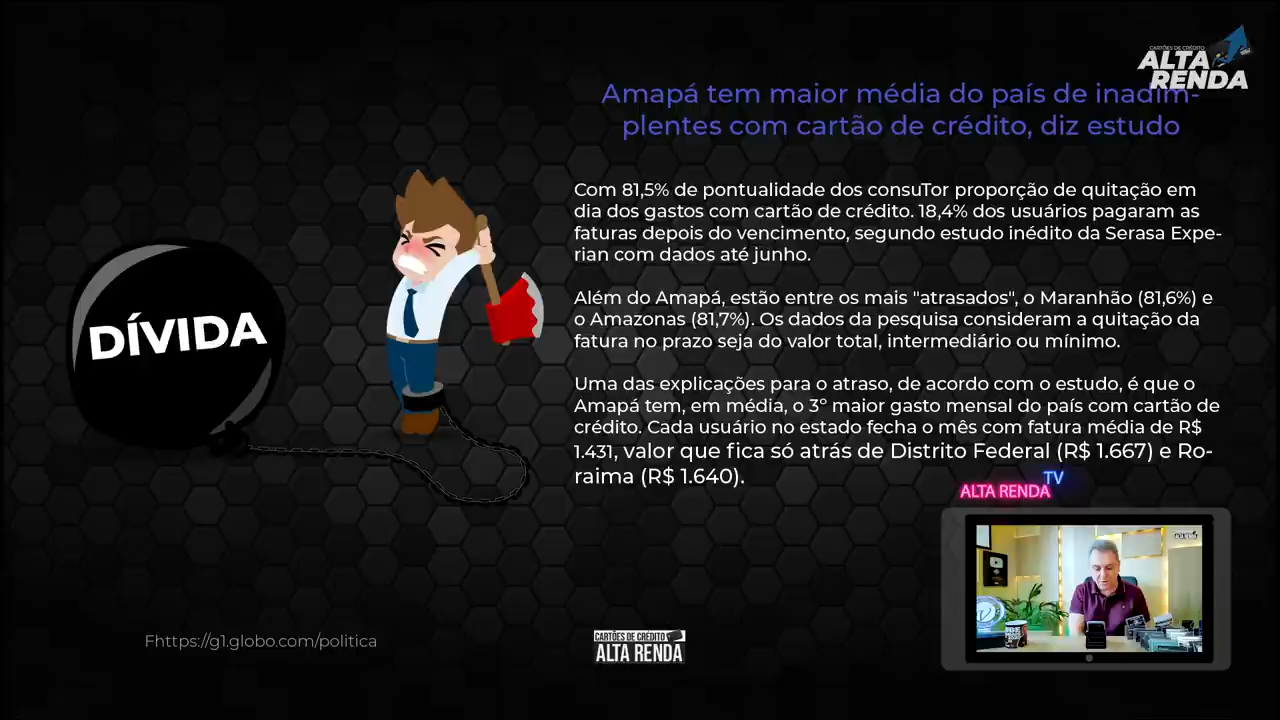 CARTÕES DE CRÉDITO
ALTA
RENDA
Amapá tem maior média do país de inadim-
plentes com cartão de crédito, diz estudo
Com 81,5% de pontualidade dos consuTor proporção de quitação em
dia dos gastos com cartão de crédito. 18,4% dos usuários pagaram as
faturas depois do vencimento, segundo estudo inédito da Serasa Expe-
rian com dados até junho.
Além do Amapá, estão entre os mais "atrasados", o Maranhão (81,6%) e
o Amazonas (81,7%). Os dados da pesquisa consideram a quitação da
fatura no prazo seja do valor total, intermediário ou mínimo.
Uma das explicações para o atraso, de acordo com o estudo, é que o
Amapá tem, em média, o 3º maior gasto mensal do país com cartão de
crédito. Cada usuário no estado fecha o mês com fatura média de R$
1.431, valor que fica só atrás de Distrito Federal (R$ 1.667) e Ro-
raima (R$ 1.640).
DÍVIDA
TV
ALTA RENDA
ALTA RENDA
Fhttps://g1.globo.com/politica
CARTÕES DE CRÉDITO
ALTA RENDA